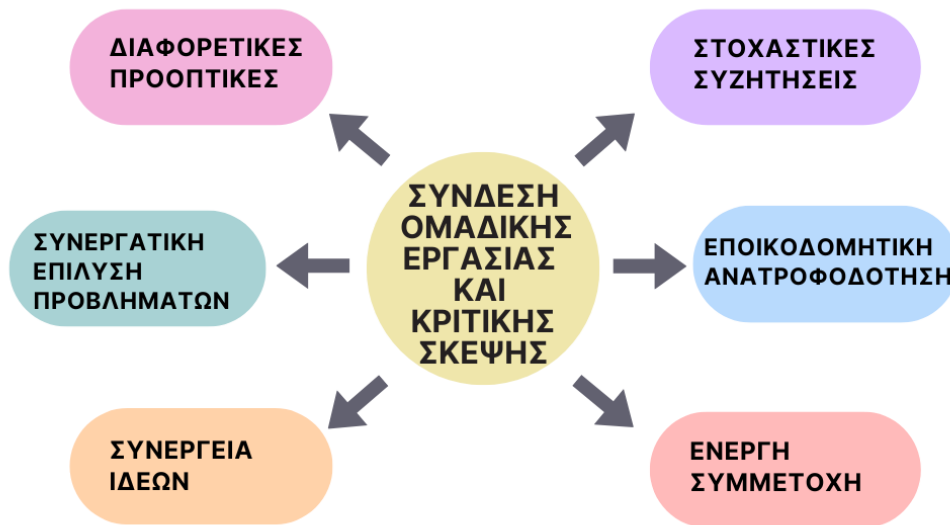 ΔΙΑΦΟΡΕΤΙΚΕΣ
ΠΡΟΟΠΤΙΚΕΣ
ΣΤΟΧΑΣΤΙΚΕΣ
ΣΥΖΗΤΗΣΕΙΣ
ΣΥΝΔΕΣΗ
ΟΜΑΔΙΚΗΣ
ΕΡΓΑΣΙΑΣ
ΚΑΙ
ΚΡΙΤΙΚΗΣ
ΣΚΕΨΗΣ
ΣΥΝΕΡΓΑΤΙΚΗ
ΕΠΙΛΥΣΗ
ΠΡΟΒΛΗΜΑΤΩΝ
ΕΠΟΙΚΟΔΟΜΗΤΙΚΗ
ΑΝΑΤΡΟΦΟΔΟΤΗΣΗ
ΣΥΝΕΡΓΕΙΑ
ΙΔΕΩΝ
ΕΝΕΡΓΗ
ΣΥΜΜΕΤΟΧΗ